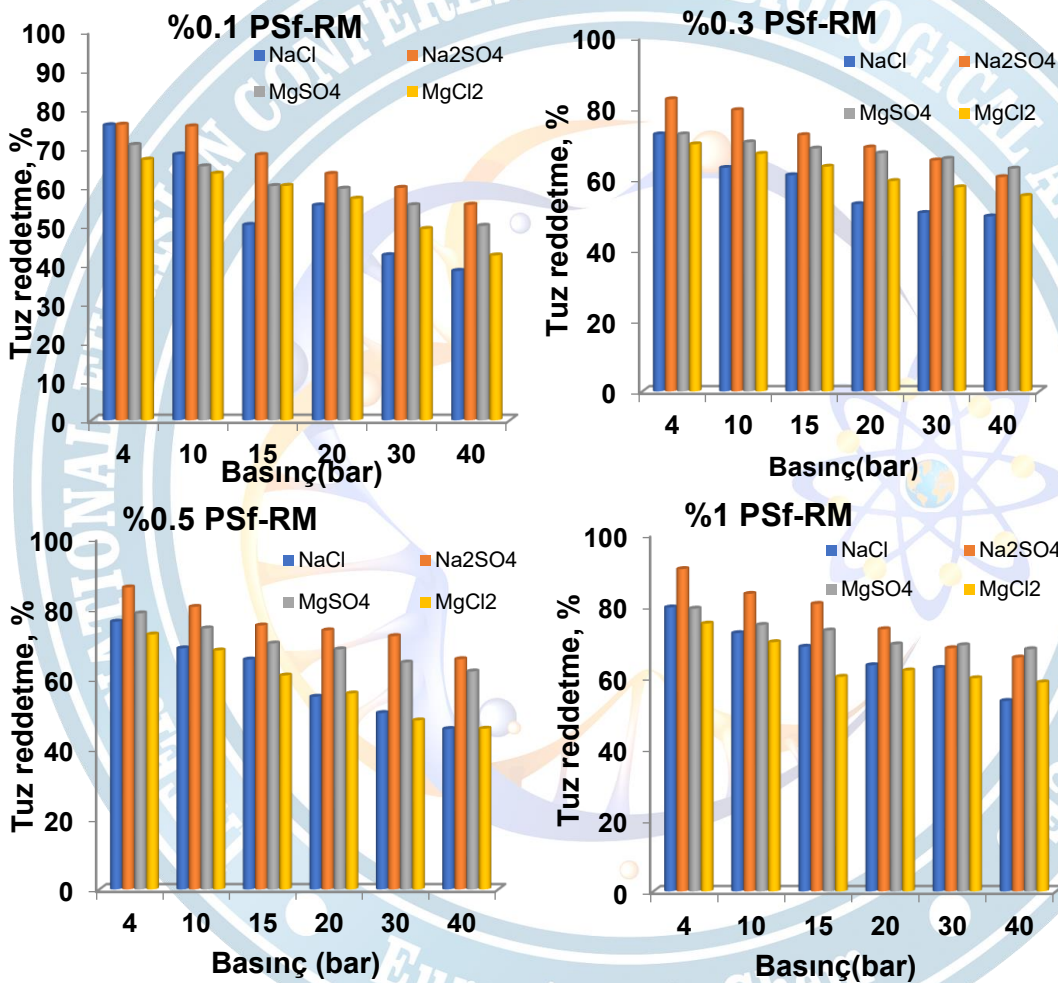 %0.1 PSf-RM
NaCl
Na2SO4
MgSO4
MgCl2
Tuz reddetme, %
100
90
80
70
60
50
40
30
20
10
0
4 10 15 20 30 40
Basınç(bar)
%0.3 PSf-RM
NaCl
Na2SO4
MgSO4
MgCl2
Tuz reddetme, %
100
80
60
40
20
0
4 10 15 20 30 40
Basınç(bar)
%0.5 PSf-RM
NaCl
Na2SO4
MgSO4
MgCl2
Tuz reddetme, %
100
80
60
40
20
0
4 10 15 20 30 40
Basınç (bar)
%1 PSf-RM
NaCl
Na2SO4
MgSO4
MgCl2
Tuz reddetme, %
100
80
60
40
20
0
4 10 15 20 30 40
Basınç(bar)